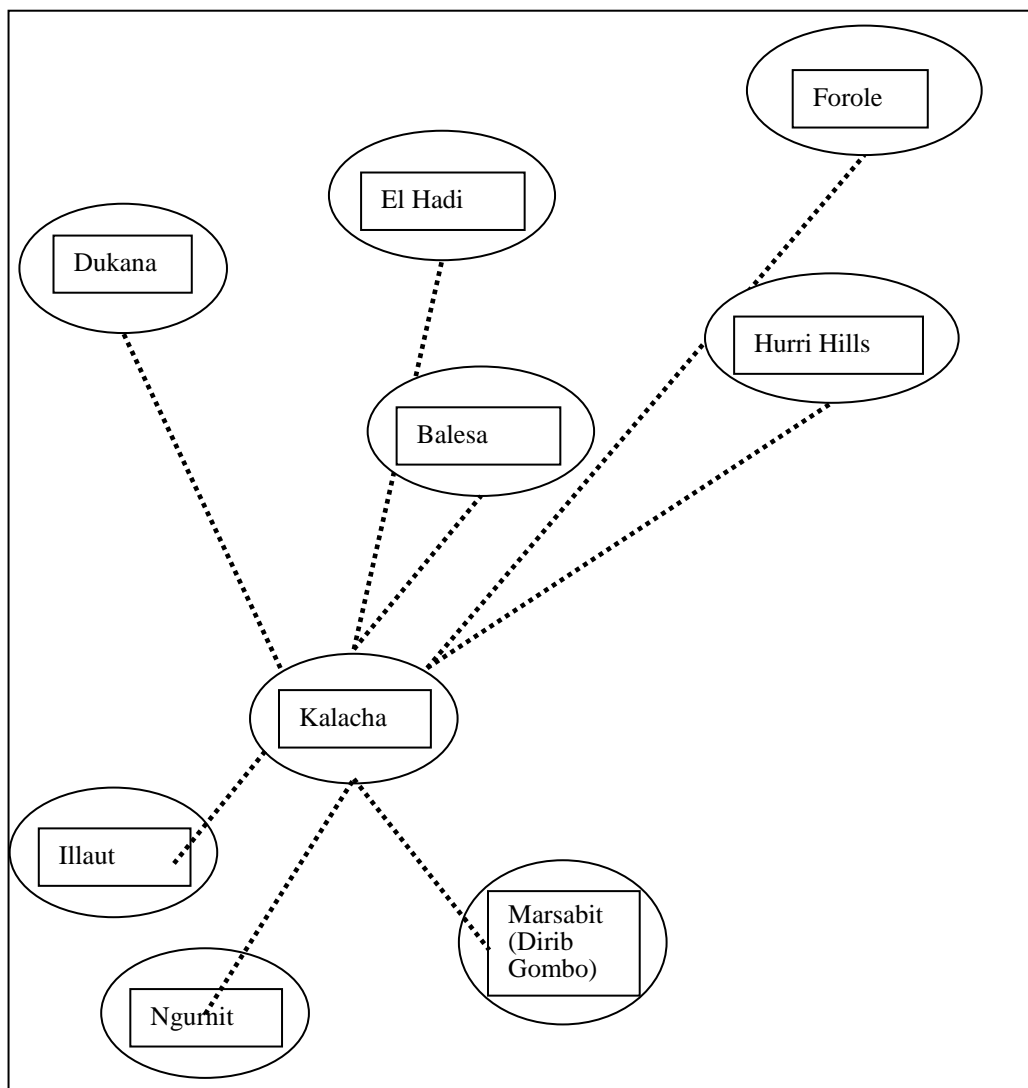 Forole
El Hadi
Dukana
Hurri Hills
Balesa
Kalacha
Illaut
Marsabit
(Dirib
Gombo)
Ngurnit